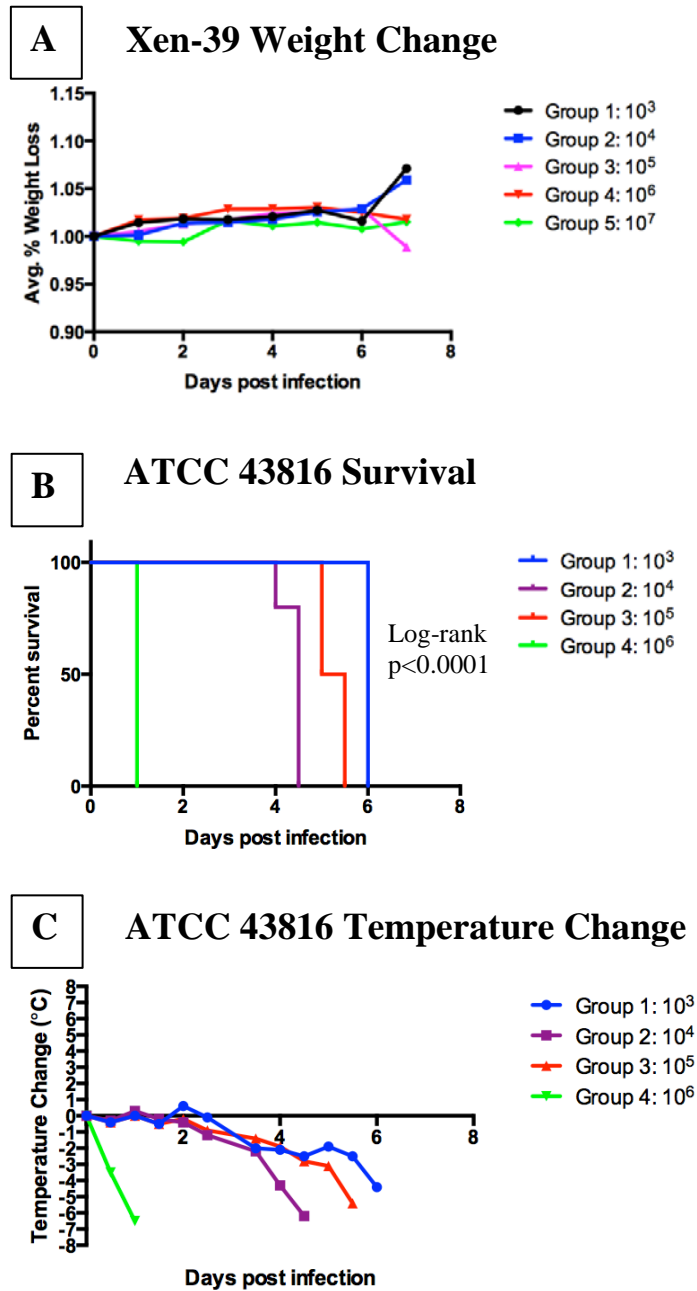 A
Xen-39 Weight Change
1.15
1.10
1.05
1.00
0.95
0.90
Avg. % Weight Loss
0 2 4 6 8
Days post infection
Group 1: 10³
Group 2: 10⁴
Group 3: 10⁵
Group 4: 10⁶
Group 5: 10⁷
B
ATCC 43816 Survival
100
50
0
Percent survival
0 2 4 6 8
Days post infection
Log-rank
p<0.0001
Group 1: 10³
Group 2: 10⁴
Group 3: 10⁵
Group 4: 10⁶
C
ATCC 43816 Temperature Change
8
7
6
5
4
3
2
1
0
-1
-2
-3
-4
-5
-6
-7
-8
Temperature Change (°C)
2 4 6 8
Days post infection
Group 1: 10³
Group 2: 10⁴
Group 3: 10⁵
Group 4: 10⁶